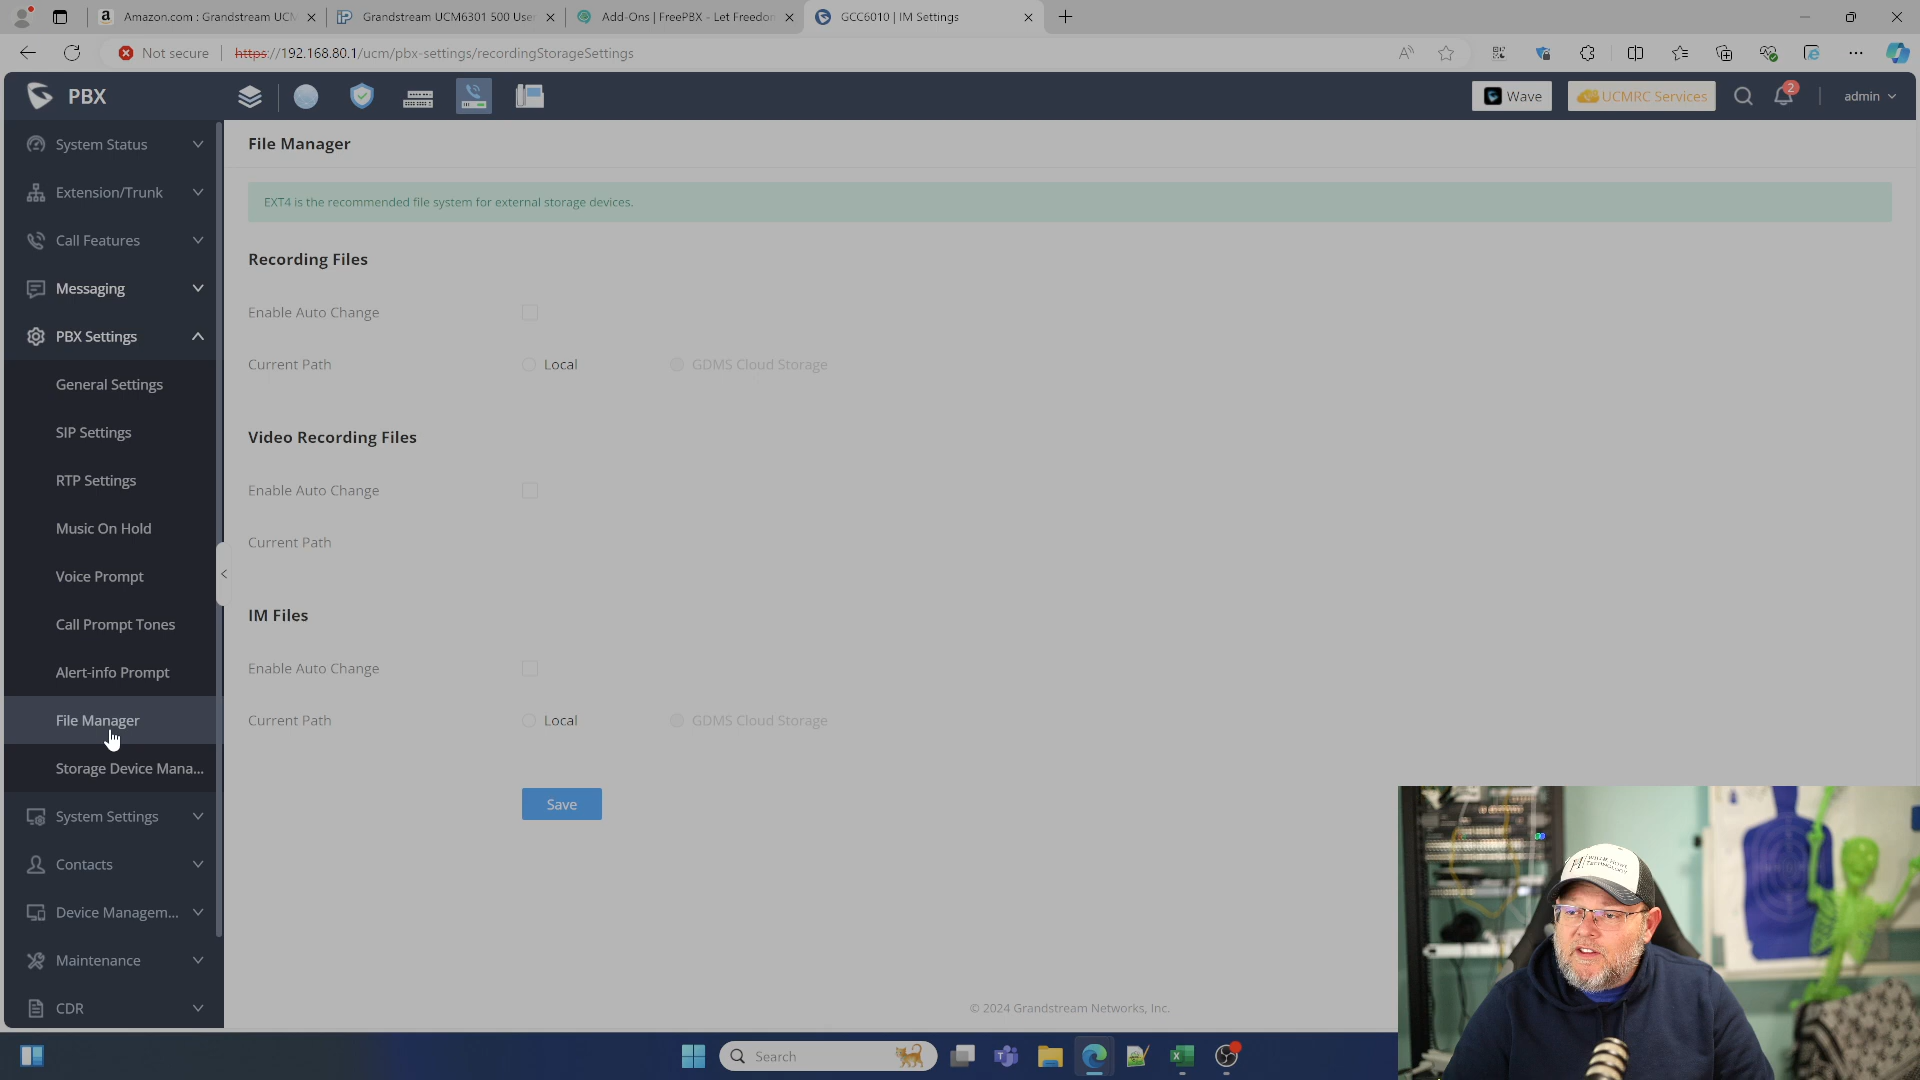 Amazon.com : Grandstream UCM
Grandstream UCM6301 500 User
Add-Ons | FreePBX - Let Freedom
GCC6010 | IM Settings
Not secure
https://192.168.80.1/ucm/pbx-settings/recordingStorageSettings
PBX
Wave
UCMRC Services
2
admin
System Status
Extension/Trunk
Call Features
Messaging
PBX Settings
General Settings
SIP Settings
RTP Settings
Music On Hold
Voice Prompt
Call Prompt Tones
Alert-info Prompt
File Manager
Storage Device Mana...
System Settings
Contacts
Device Managem...
Maintenance
CDR
File Manager
EXT4 is the recommended file system for external storage devices.
Recording Files
Enable Auto Change
Current Path
Local
GDMS Cloud Storage
Video Recording Files
Enable Auto Change
Current Path
IM Files
Enable Auto Change
Current Path
Local
GDMS Cloud Storage
Save
© 2024 Grandstream Networks, Inc.
Search